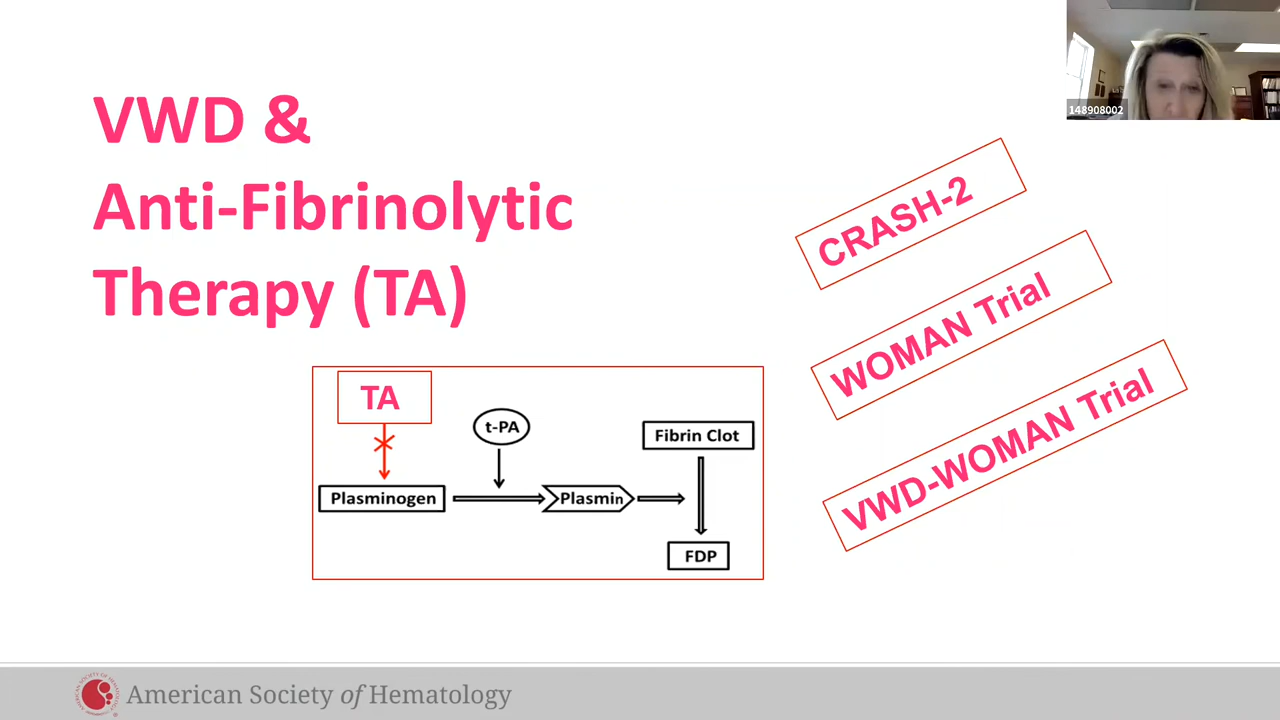 VWD &
Anti-Fibrinolytic
Therapy (TA)
148908002
CRASH-2
WOMAN Trial
VWD-WOMAN Trial
TA
t-PA
Fibrin Clot
Plasminogen
Plasmin
FDP
American Society of Hematology